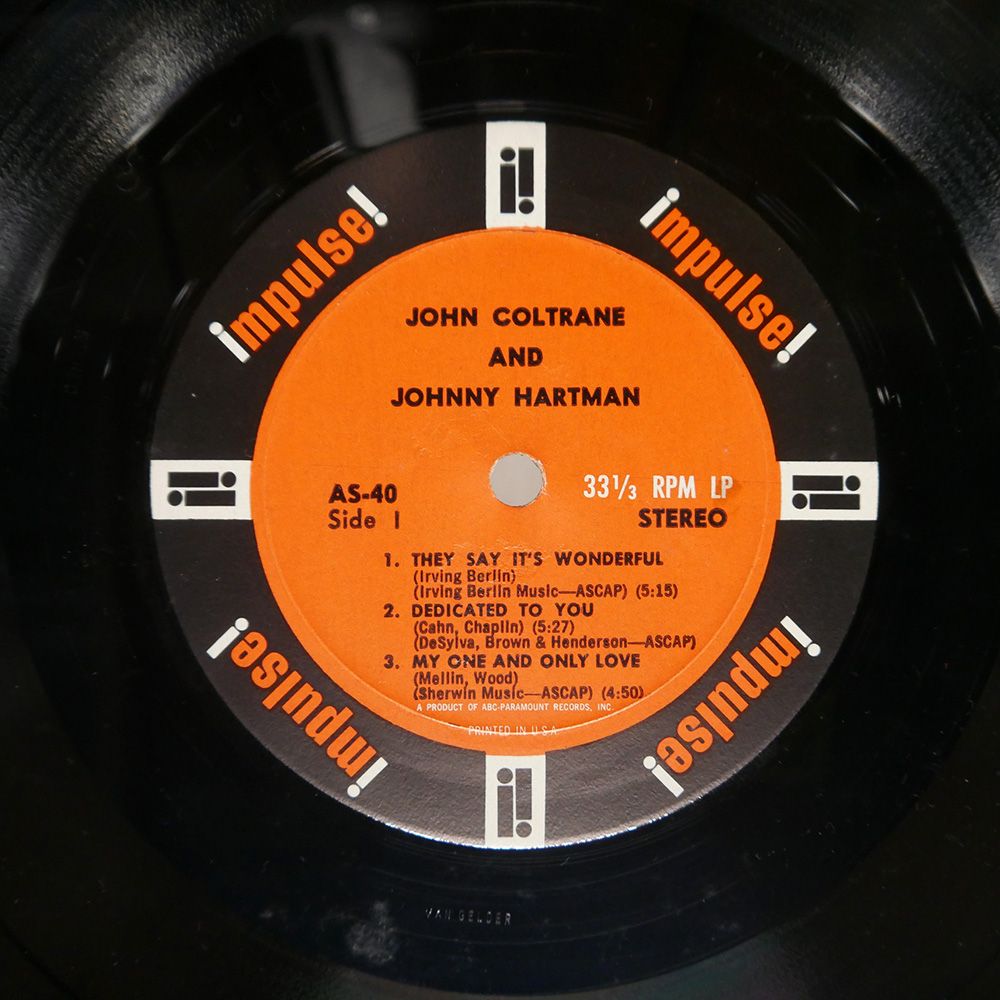 impulse!
impulse!
JOHN COLTRANE
AND
JOHNNY HARTMAN
AS-40
Side 1
33 1/3 RPM LP
STEREO
1. THEY SAY IT'S WONDERFUL
(Irving Berlin)
(Irving Berlin Music—ASCAP) (5:15)
2. DEDICATED TO YOU
(Cahn, Chaplin) (5:27)
(DeSylva, Brown & Henderson—ASCAP)
3. MY ONE AND ONLY LOVE
(Mellin, Wood)
(Sherwin Music—ASCAP) (4:50)
A PRODUCT OF ABC-PARAMOUNT RECORDS, INC.
PRINTED IN U.S.A.
impulse!
impulse!
VAN GELDER